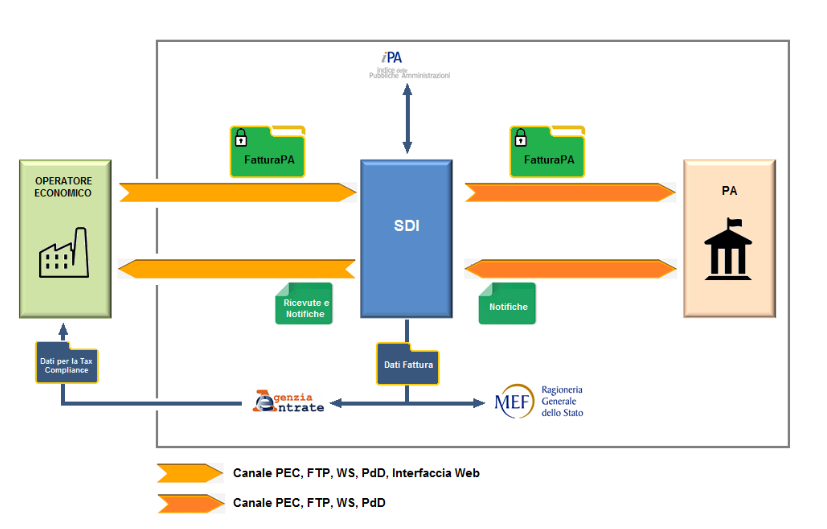 iPA
indice delle
Pubbliche Amministrazioni
FatturaPA
FatturaPA
OPERATORE
ECONOMICO
SDI
PA
Ricevute e
Notifiche
Notifiche
Dati per la Tax
Compliance
Dati Fattura
Agenzia
Entrate
MEF
Ragioneria
Generale
dello Stato
Canale PEC, FTP, WS, PdD, Interfaccia Web
Canale PEC, FTP, WS, PdD